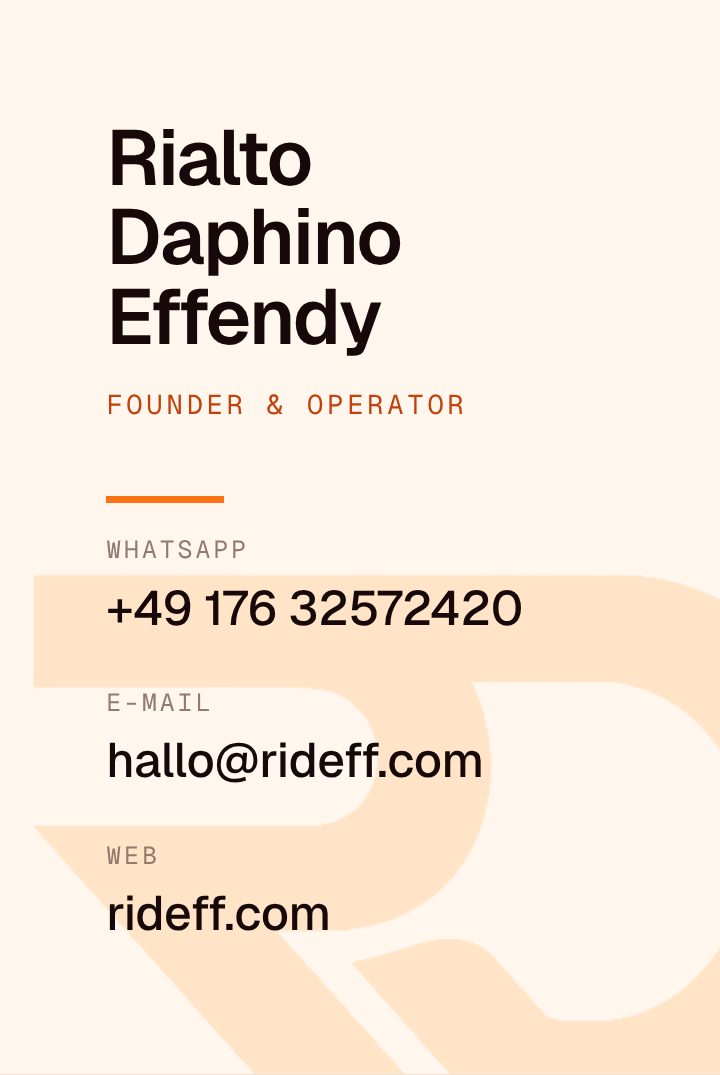 Rialto
Daphino
Effendy
FOUNDER & OPERATOR
WHATSAPP
+49 176 32572420
E-MAIL
hallo@rideff.com
WEB
rideff.com